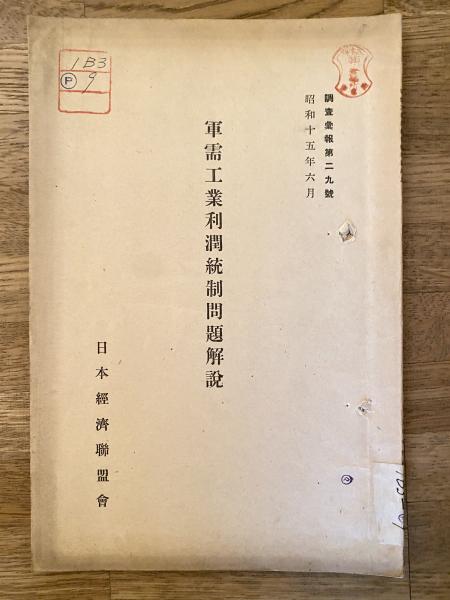 調査彙報第二九號
昭和十五年六月
軍需工業利潤統制問題解說
日本經濟聯盟會
1B3
P
9